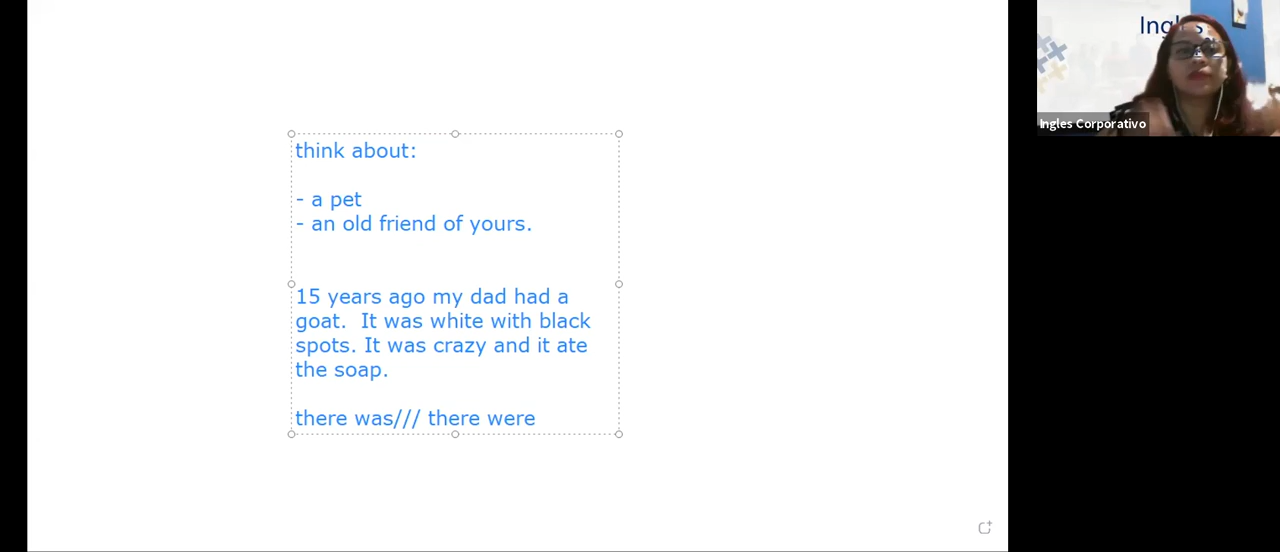 think about:
- a pet
- an old friend of yours.
15 years ago my dad had a
goat.  It was white with black
spots. It was crazy and it ate
the soap.
there was/// there were
Ingles Corporativo